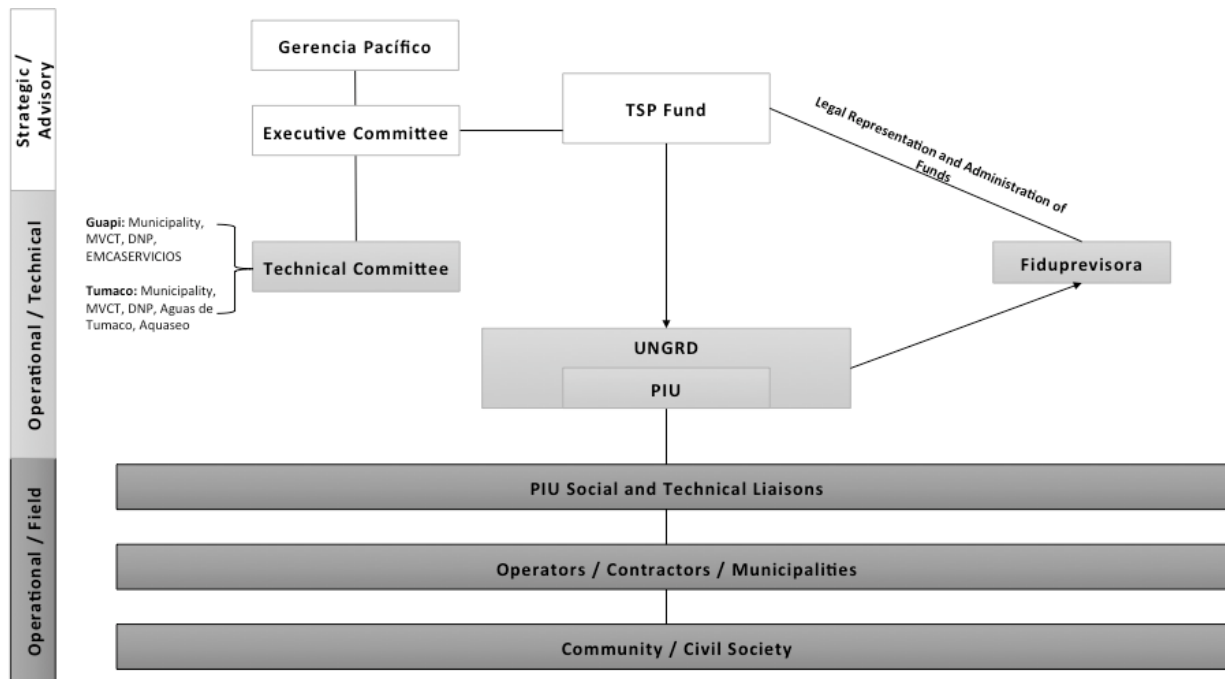 Strategic /
Advisory
Gerencia Pacífico
Executive Committee
TSP Fund
Legal Representation and Administration of
Funds
Operational / Technical
Guapi: Municipality,
MVCT, DNP,
EMCASERVICIOS
Tumaco: Municipality,
MVCT, DNP, Aguas de
Tumaco, Aquaseo
Technical Committee
Fiduprevisora
UNGRD
PIU
Operational / Field
PIU Social and Technical Liaisons
Operators / Contractors / Municipalities
Community / Civil Society